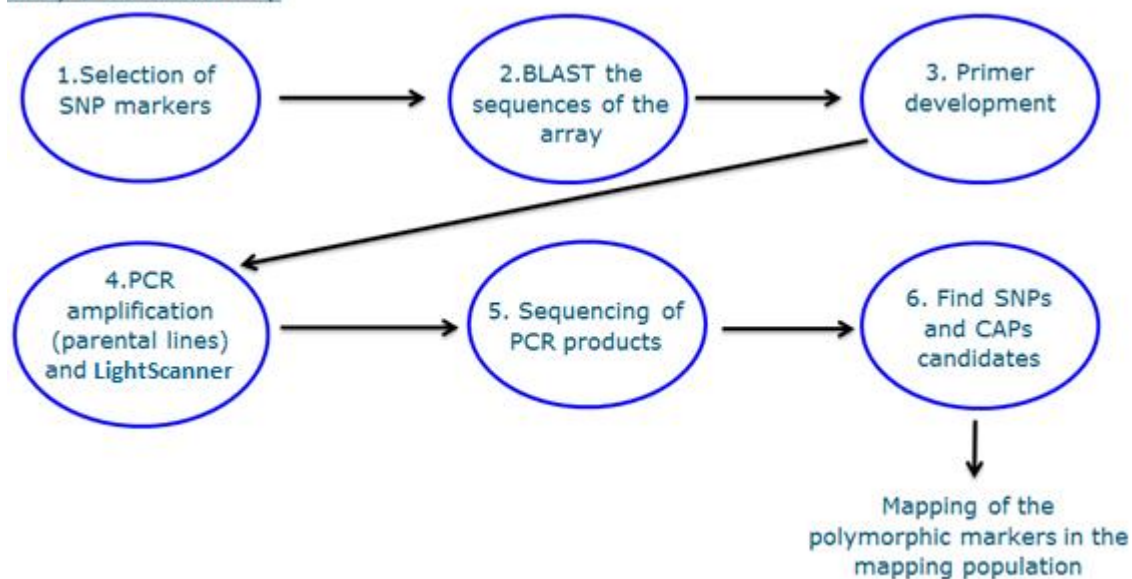 1.Selection of
SNP markers
2.BLAST the
sequences of the
array
3. Primer
development
4.PCR
amplification
(parental lines)
and LightScanner
5. Sequencing of
PCR products
6. Find SNPs
and CAPs
candidates
Mapping of the
polymorphic markers in the
mapping population